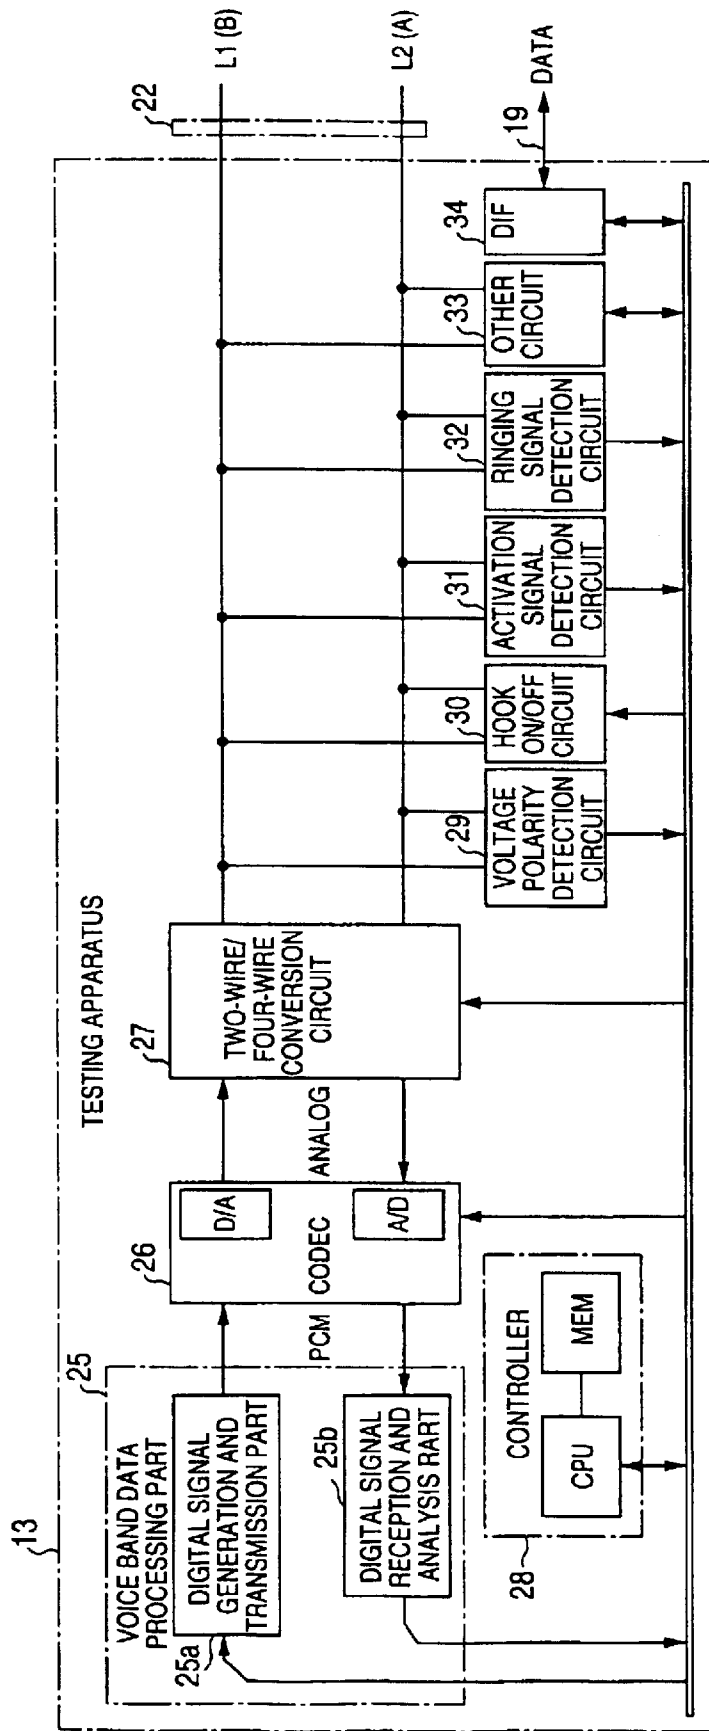 13
TESTING APPARATUS
25
VOICE BAND DATA
PROCESSING PART
25a
DIGITAL SIGNAL
GENERATION AND
TRANSMISSION PART
25b
DIGITAL SIGNAL
RECEPTION AND
ANALYSIS RART
PCM
26
CODEC
D/A
A/D
ANALOG
27
TWO-WIRE/
FOUR-WIRE
CONVERSION
CIRCUIT
22
L1 (B)
L2 (A)
28
CONTROLLER
CPU
MEM
29
VOLTAGE
POLARITY
DETECTION
CIRCUIT
30
HOOK
ON/OFF
CIRCUIT
31
ACTIVATION
SIGNAL
DETECTION
CIRCUIT
32
RINGING
SIGNAL
DETECTION
CIRCUIT
33
OTHER
CIRCUIT
34
DIF
19
DATA